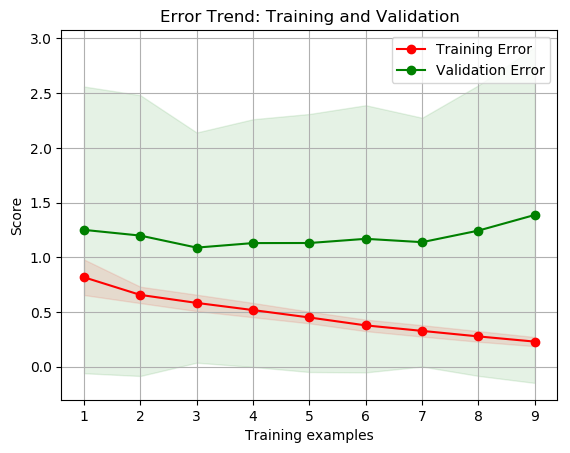 Error Trend: Training and Validation
3.0
2.5
2.0
1.5
1.0
0.5
0.0
Score
Training Error
Validation Error
1 2 3 4 5 6 7 8 9
Training examples